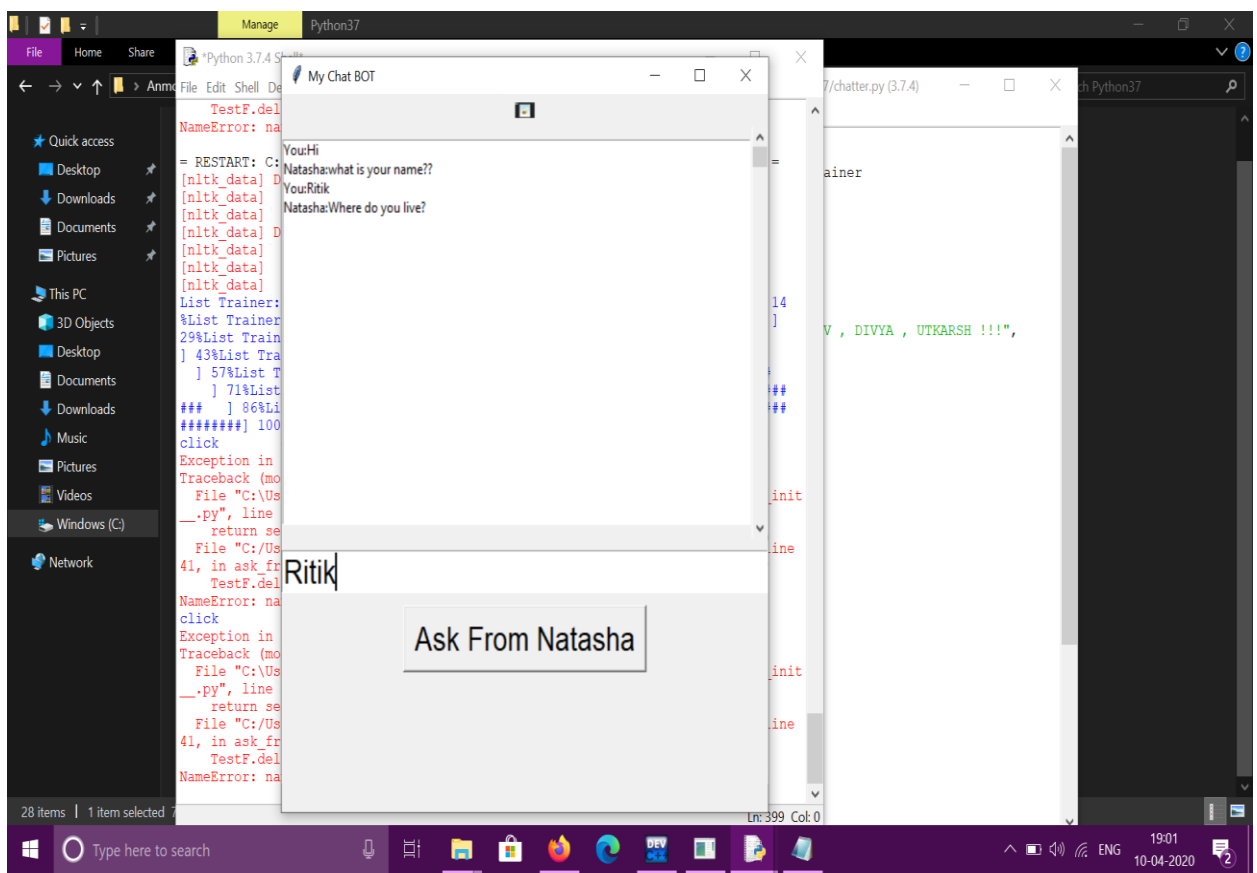 Manage Python37
File Home Share
Quick access
Desktop
Downloads
Documents
Pictures
This PC
3D Objects
Desktop
Documents
Downloads
Music
Pictures
Videos
Windows (C:)
Network
28 items 1 item selected
*Python 3.7.4
File Edit Shell
TestF.del
NameError: na
= RESTART: C: =
[nltk_data] D
[nltk_data]
[nltk_data]
[nltk_data] D
[nltk_data]
[nltk_data]
[nltk_data]
List Trainer: 14
%List Trainer ]
29%List Train
] 43%List Tra
] 57%List T
] 71%List ##
### ] 86%Li ##
########] 100
click
Exception in
Traceback (mo
File "C:\Us _init
__.py", line
return se
File "C:/Us ine
41, in ask_fr
TestF.del
NameError: na
click
Exception in
Traceback (mo
File "C:\Us _init
__.py", line
return se
File "C:/Us ine
41, in ask_fr
TestF.del
NameError: na
Ln: 399 Col: 0
My Chat BOT
You:Hi
Natasha:what is your name??
You:Ritik
Natasha:Where do you live?
Ritik
Ask From Natasha
7/chatter.py (3.7.4)
ainer
V , DIVYA , UTKARSH !!!",
ch Python37
Type here to search
DEV
ENG
19:01
10-04-2020
2